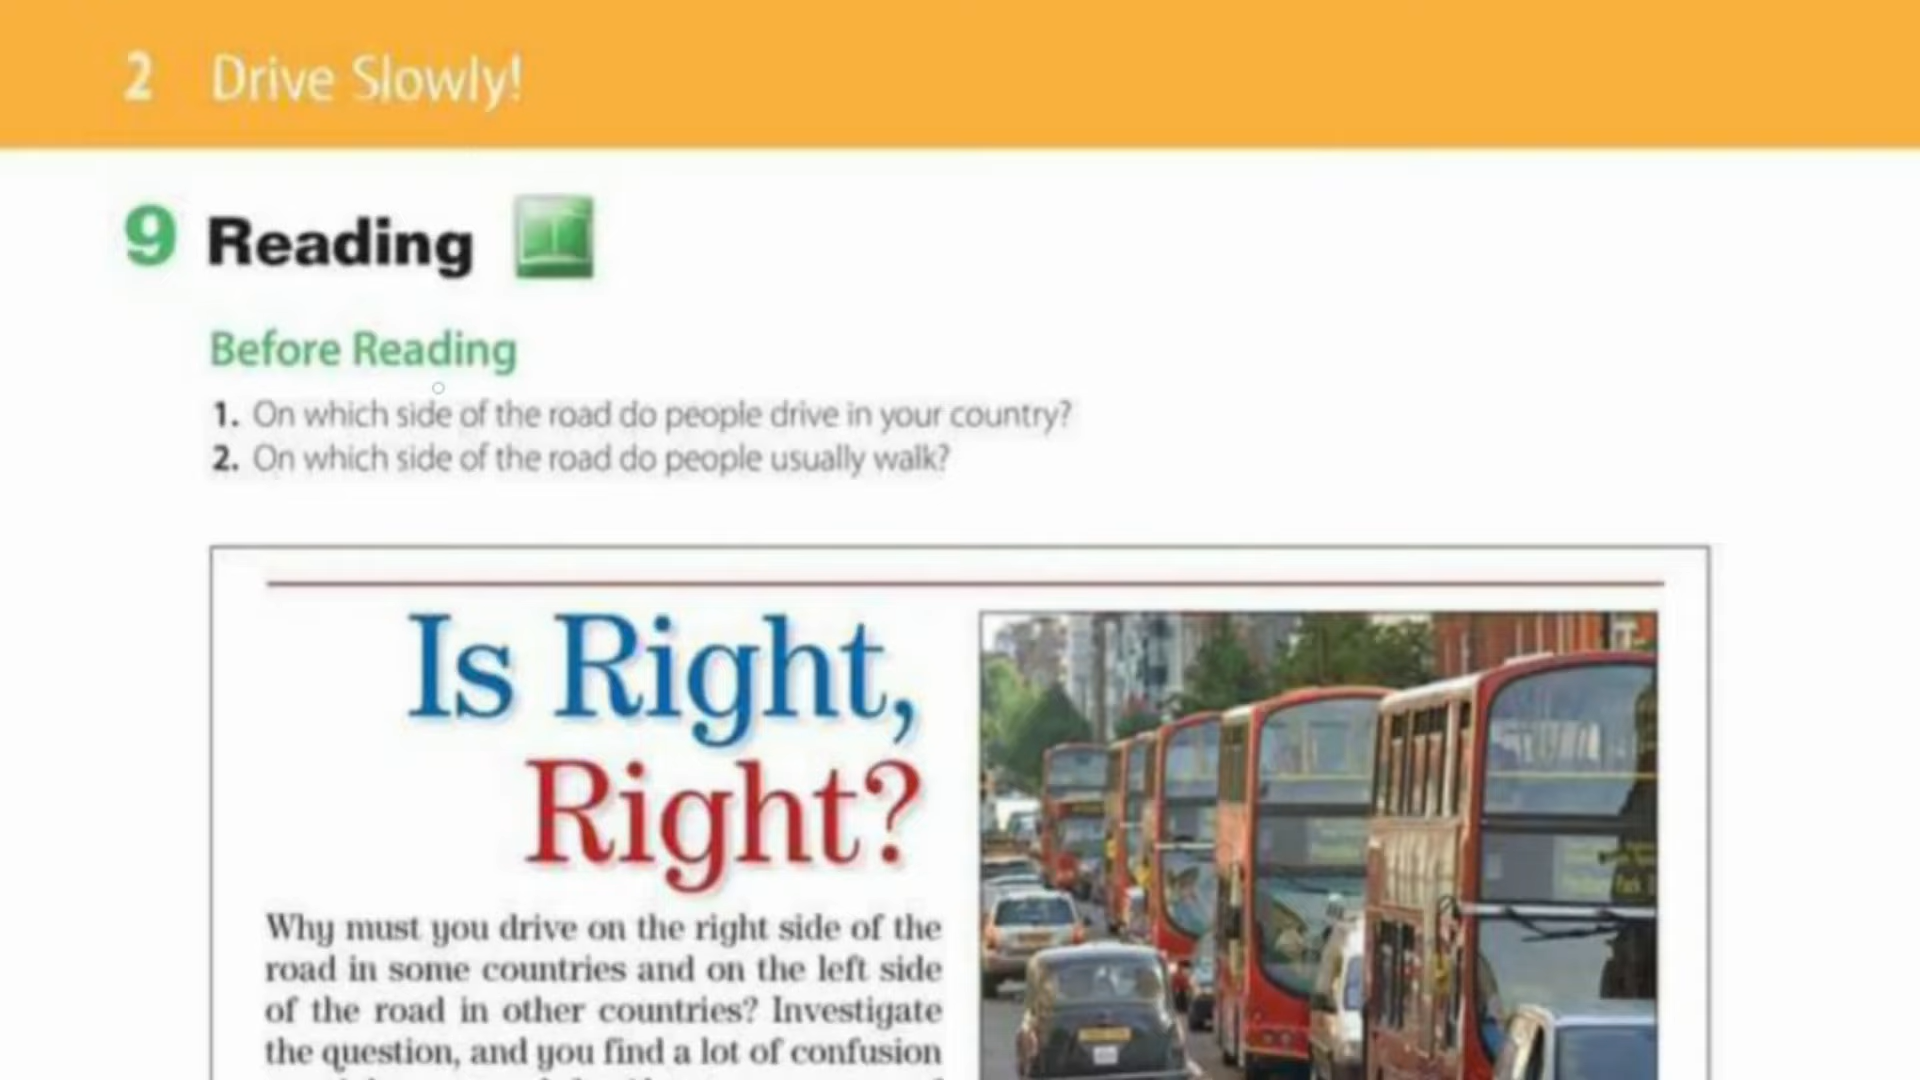 2 Drive Slowly!
9 Reading
Before Reading
1. On which side of the road do people drive in your country?
2. On which side of the road do people usually walk?
Is Right,
Right?
Why must you drive on the right side of the
road in some countries and on the left side
of the road in other countries? Investigate
the question, and you find a lot of confusion